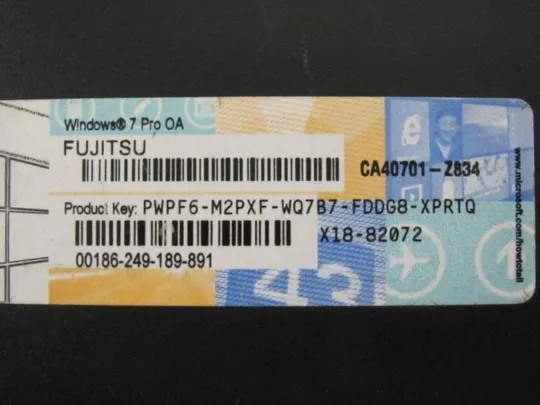 Windows® 7 Pro OA
FUJITSU
CA40701-Z834
Product Key: PWPF6-M2PXF-WQ7B7-FDDG8-XPRTQ
X18-82072
00186-249-189-891
www.microsoft.com/howtotell
45